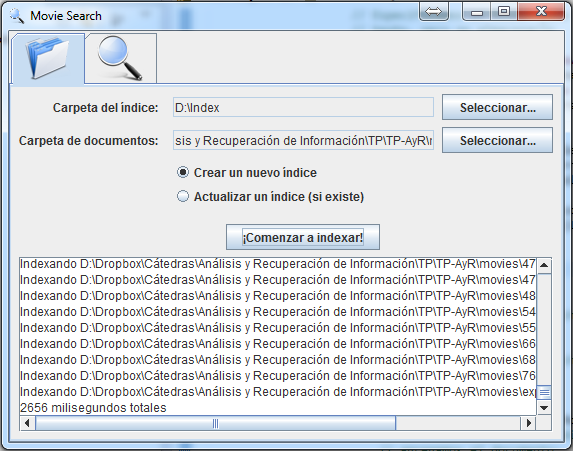 Movie Search
Carpeta del índice: D:\Index Seleccionar...
Carpeta de documentos: sis y Recuperación de Información\TP\TP-AyR\ Seleccionar...
Crear un nuevo índice
Actualizar un índice (si existe)
¡Comenzar a indexar!
Indexando D:\Dropbox\Cátedras\Análisis y Recuperación de Información\TP\TP-AyR\movies\47
Indexando D:\Dropbox\Cátedras\Análisis y Recuperación de Información\TP\TP-AyR\movies\47
Indexando D:\Dropbox\Cátedras\Análisis y Recuperación de Información\TP\TP-AyR\movies\48
Indexando D:\Dropbox\Cátedras\Análisis y Recuperación de Información\TP\TP-AyR\movies\54
Indexando D:\Dropbox\Cátedras\Análisis y Recuperación de Información\TP\TP-AyR\movies\55
Indexando D:\Dropbox\Cátedras\Análisis y Recuperación de Información\TP\TP-AyR\movies\66
Indexando D:\Dropbox\Cátedras\Análisis y Recuperación de Información\TP\TP-AyR\movies\68
Indexando D:\Dropbox\Cátedras\Análisis y Recuperación de Información\TP\TP-AyR\movies\76
Indexando D:\Dropbox\Cátedras\Análisis y Recuperación de Información\TP\TP-AyR\movies\exp
2656 milisegundos totales